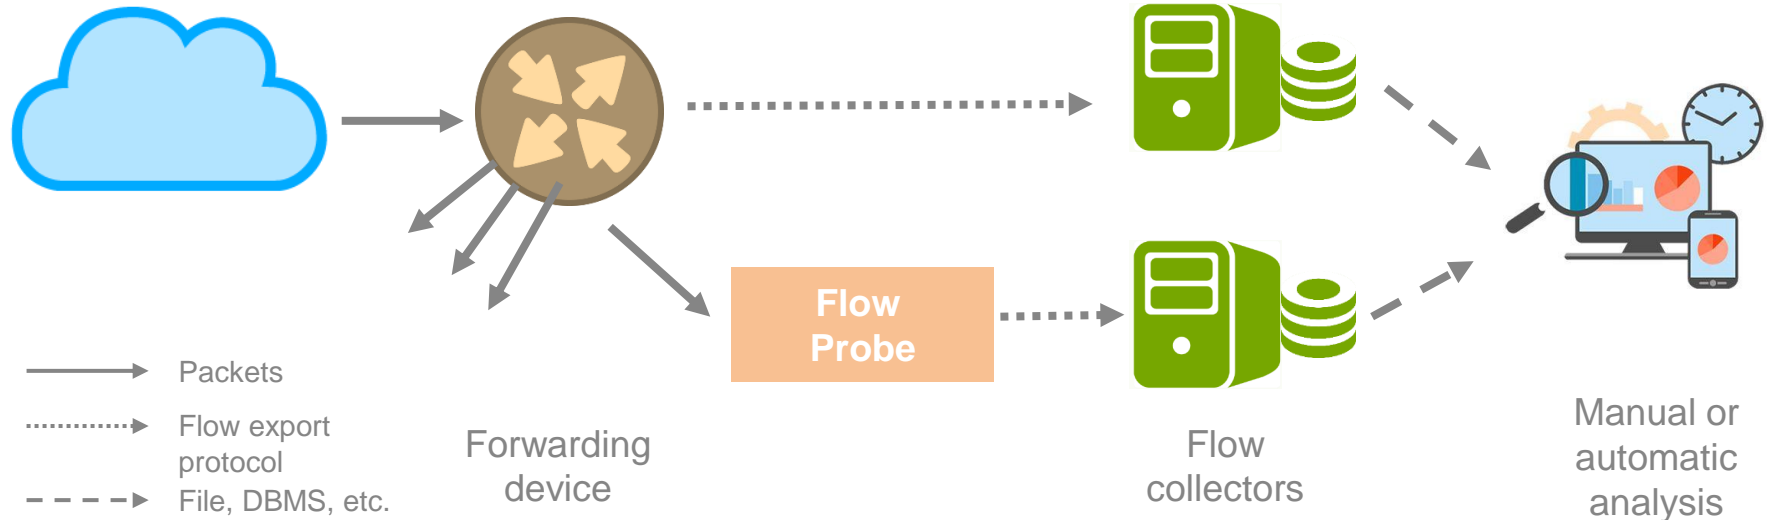 Flow
Probe
Packets
Flow export
protocol
File, DBMS, etc.
Forwarding
device
Flow
collectors
Manual or
automatic
analysis